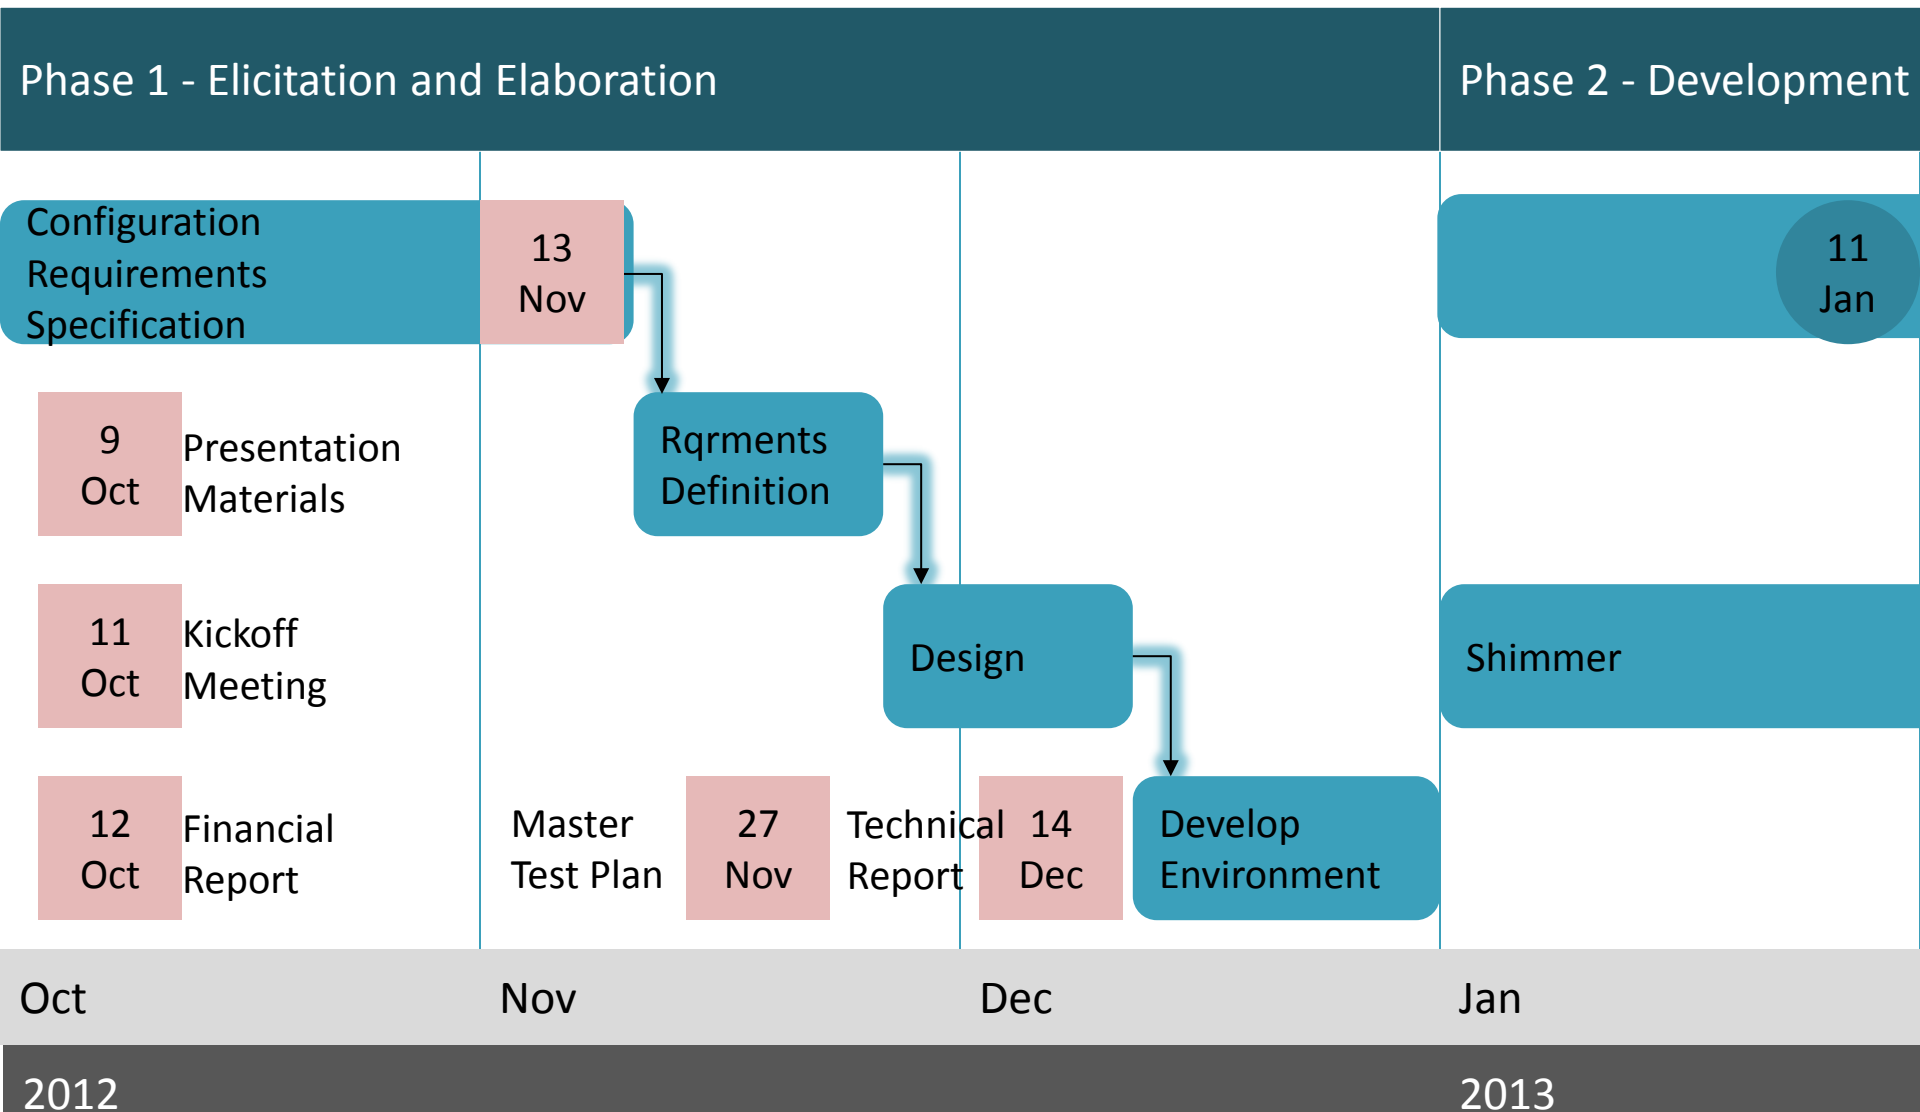 Phase 1 - Elicitation and Elaboration
Phase 2 - Development
Configuration
Requirements
Specification
13
Nov
11
Jan
9
Oct
Presentation
Materials
Rqrments
Definition
11
Oct
Kickoff
Meeting
Design
Shimmer
12
Oct
Financial
Report
Master
Test Plan
27
Nov
Technical
Report
14
Dec
Develop
Environment
Oct
Nov
Dec
Jan
2012
2013